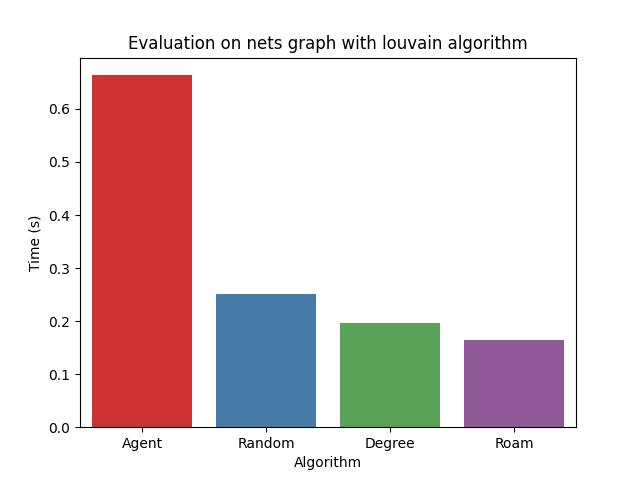 Evaluation on nets graph with louvain algorithm
0.6
0.5
0.4
0.3
0.2
0.1
0.0
Time (s)
Agent Random Degree Roam
Algorithm